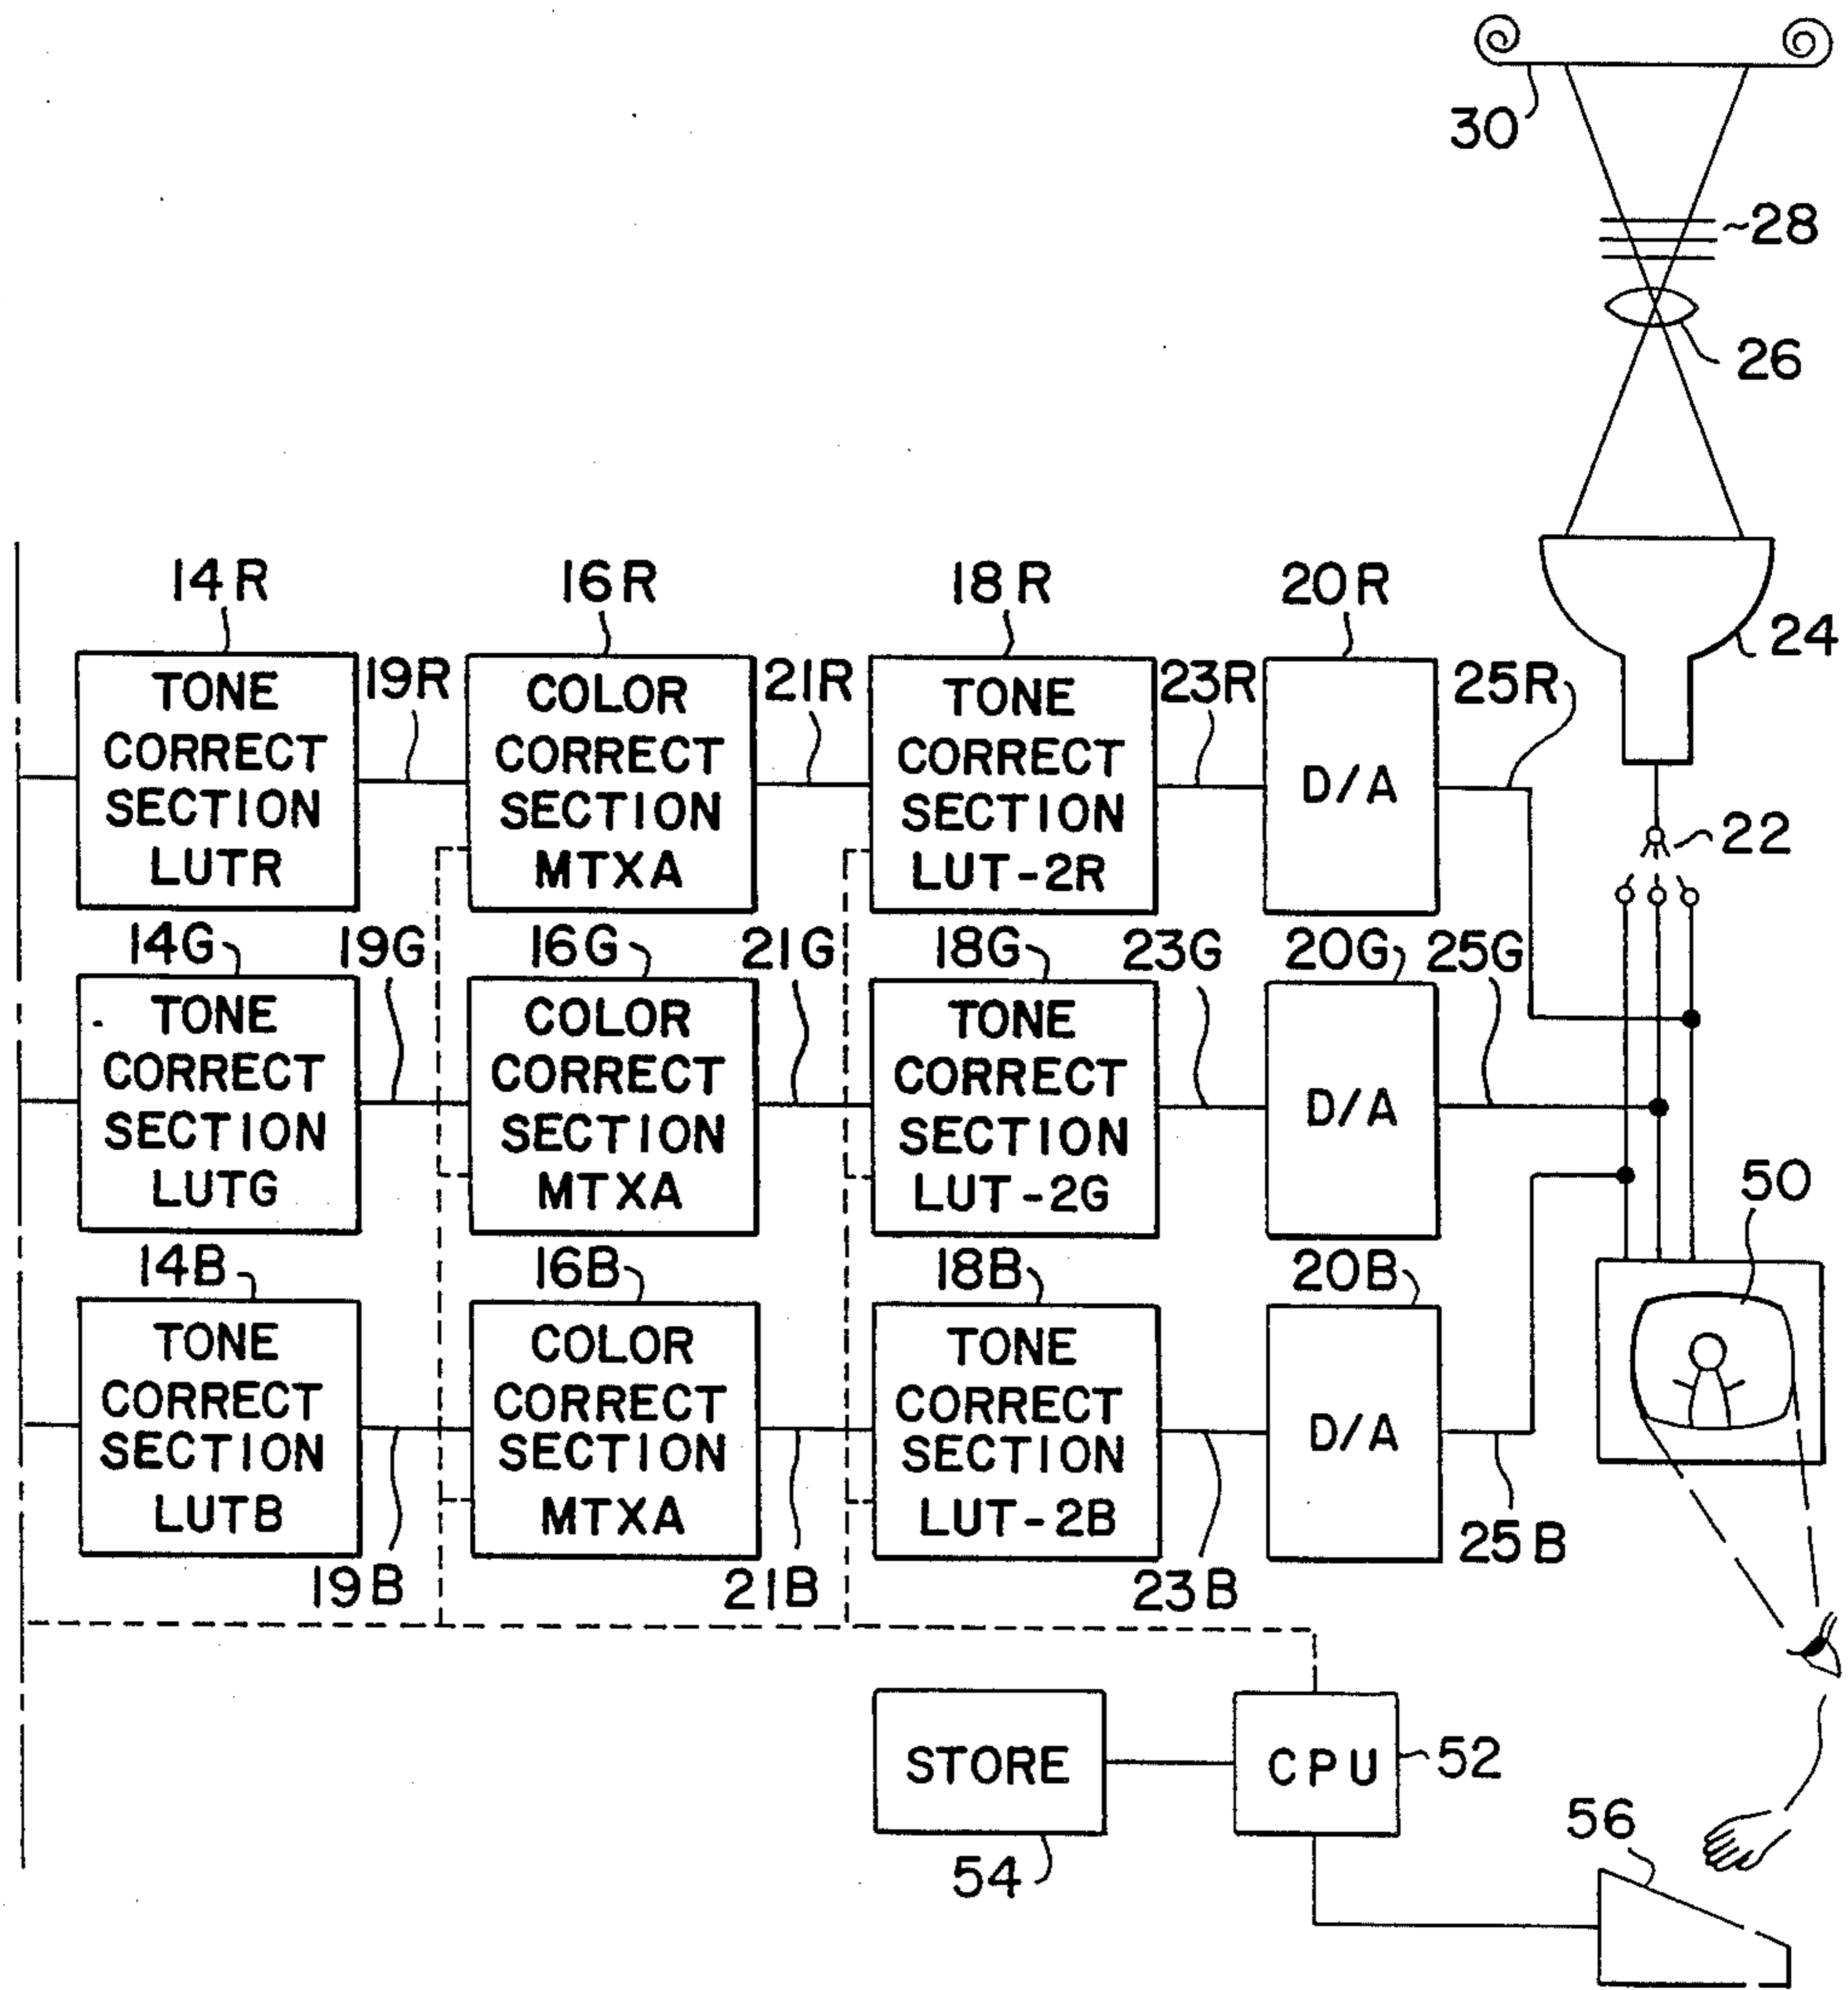 30
28
26
24
22
14R
16R
18R
20R
TONE
CORRECT
SECTION
LUTR
19R
COLOR
CORRECT
SECTION
MTXA
21R
TONE
CORRECT
SECTION
LUT-2R
23R
D/A
25R
14G
19G
16G
21G
18G
23G
20G
25G
TONE
CORRECT
SECTION
LUTG
COLOR
CORRECT
SECTION
MTXA
TONE
CORRECT
SECTION
LUT-2G
D/A
50
14B
16B
18B
20B
TONE
CORRECT
SECTION
LUTB
COLOR
CORRECT
SECTION
MTXA
TONE
CORRECT
SECTION
LUT-2B
D/A
19B
21B
23B
25B
STORE
54
CPU
52
56